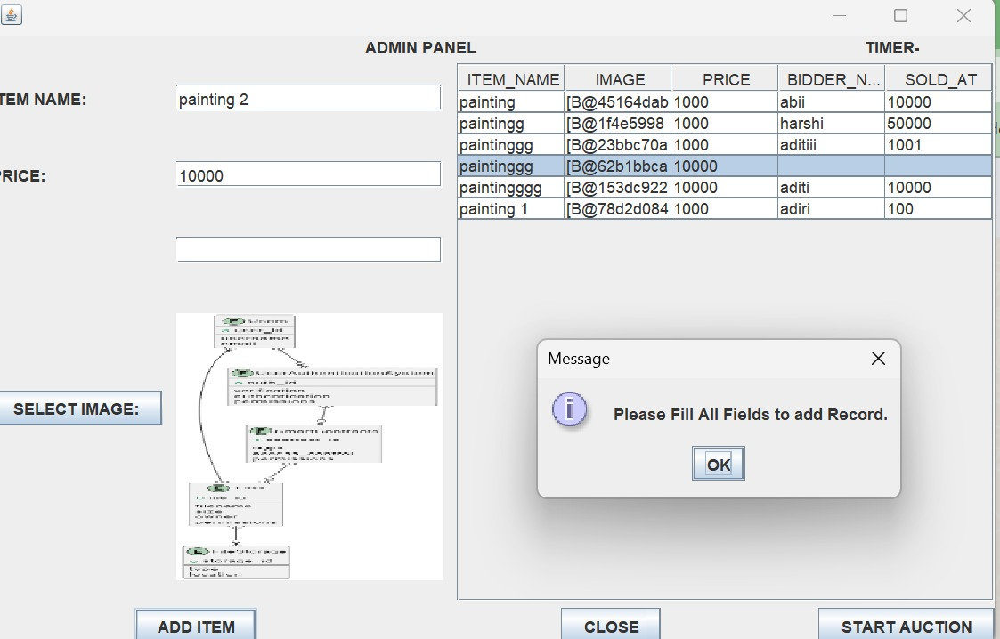 ADMIN PANEL
TIMER-
TEM NAME:
painting 2
PRICE:
10000
SELECT IMAGE:
ITEM_NAME IMAGE PRICE BIDDER_N... SOLD_AT
painting [B@45164dab 1000 abii 10000
paintingg [B@1f4e5998 1000 harshi 50000
paintinggg [B@23bbc70a 1000 aditiii 1001
paintinggg [B@62b1bbca 10000
paintingggg [B@153dc922 10000 aditi 10000
painting 1 [B@78d2d084 1000 adiri 100
Message
Please Fill All Fields to add Record.
OK
ADD ITEM
CLOSE
START AUCTION